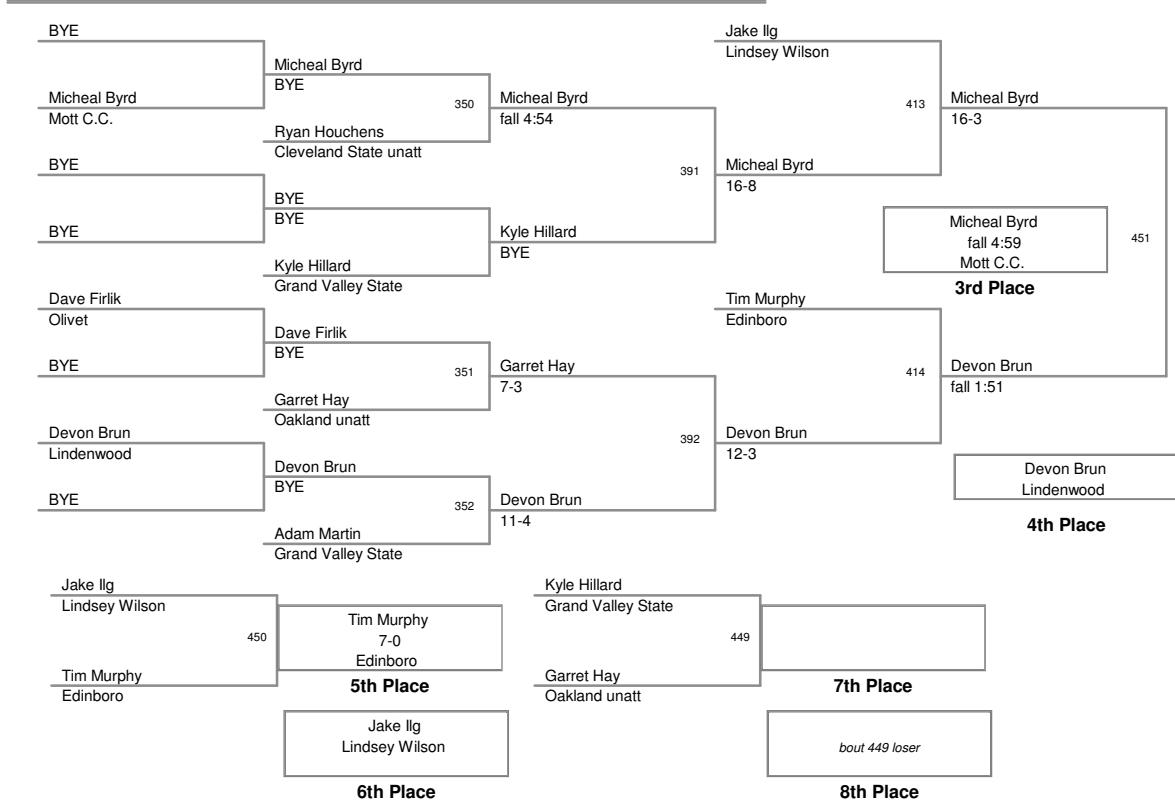 BYE
Micheal Byrd
Mott C.C.
BYE
BYE
Dave Firlik
Olivet
BYE
Devon Brun
Lindenwood
BYE
Micheal Byrd
BYE
350
Ryan Houchens
Cleveland State unatt
BYE
BYE
Kyle Hillard
Grand Valley State
Dave Firlik
BYE
351
Garret Hay
Oakland unatt
Devon Brun
BYE
352
Adam Martin
Grand Valley State
Micheal Byrd
fall 4:54
391
Kyle Hillard
BYE
Garret Hay
7-3
392
Devon Brun
11-4
Jake Ilg
Lindsey Wilson
413
Micheal Byrd
16-8
Tim Murphy
Edinboro
414
Devon Brun
12-3
Micheal Byrd
16-3
451
Devon Brun
fall 1:51
Micheal Byrd
fall 4:59
Mott C.C.
3rd Place
Devon Brun
Lindenwood
4th Place
Jake Ilg
Lindsey Wilson
450
Tim Murphy
Edinboro
Tim Murphy
7-0
Edinboro
5th Place
Jake Ilg
Lindsey Wilson
6th Place
Kyle Hillard
Grand Valley State
449
Garret Hay
Oakland unatt
7th Place
bout 449 loser
8th Place